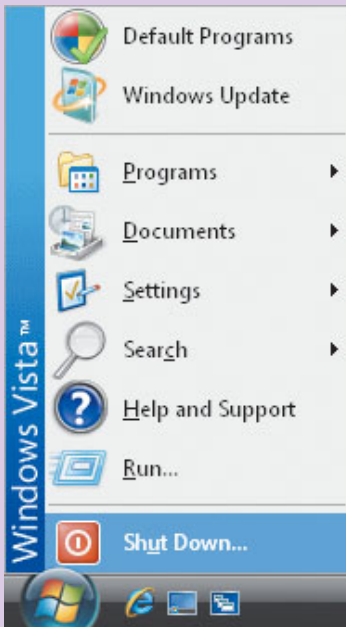 Default Programs
Windows Update
Programs
Documents
Settings
Search
Help and Support
Run...
Shut Down...
Windows Vista™